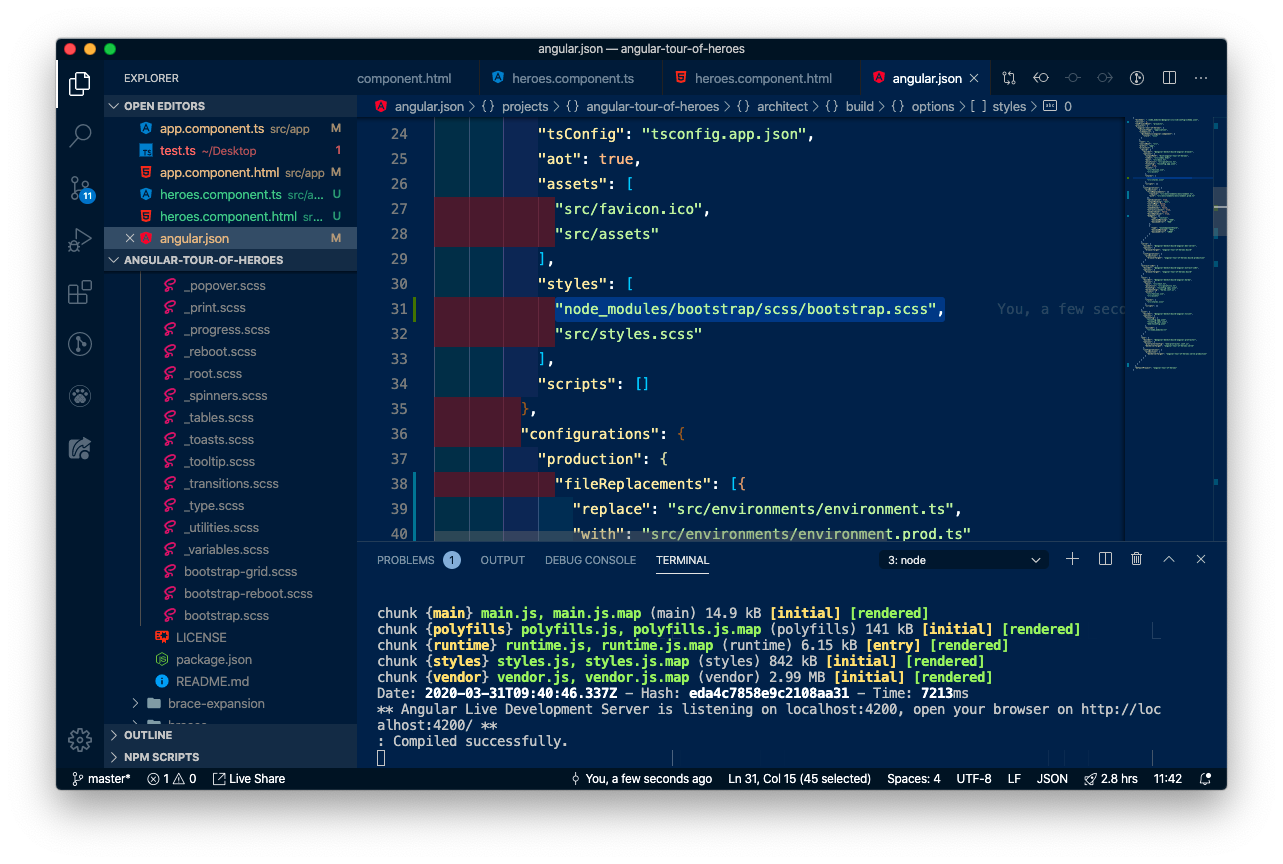 angular.json — angular-tour-of-heroes
EXPLORER
component.html
heroes.component.ts
heroes.component.html
angular.json
OPEN EDITORS
app.component.ts src/app M
test.ts ~/Desktop 1
app.component.html src/app M
heroes.component.ts src/a... U
heroes.component.html sr... U
angular.json M
ANGULAR-TOUR-OF-HEROES
_popover.scss
_print.scss
_progress.scss
_reboot.scss
_root.scss
_spinners.scss
_tables.scss
_toasts.scss
_tooltip.scss
_transitions.scss
_type.scss
_utilities.scss
_variables.scss
bootstrap-grid.scss
bootstrap-reboot.scss
bootstrap.scss
LICENSE
package.json
README.md
brace-expansion
OUTLINE
NPM SCRIPTS
11
angular.json > {} projects > {} angular-tour-of-heroes > {} architect > {} build > {} options > [ ] styles > abc 0
24 "tsConfig": "tsconfig.app.json",
25 "aot": true,
26 "assets": [
27 "src/favicon.ico",
28 "src/assets"
29 ],
30 "styles": [
31 "node_modules/bootstrap/scss/bootstrap.scss", You, a few seco
32 "src/styles.scss"
33 ],
34 "scripts": []
35 },
36 "configurations": {
37 "production": {
38 "fileReplacements": [{
39 "replace": "src/environments/environment.ts",
40 "with": "src/environments/environment.prod.ts"
PROBLEMS 1 OUTPUT DEBUG CONSOLE TERMINAL 3: node
chunk {main} main.js, main.js.map (main) 14.9 kB [initial] [rendered]
chunk {polyfills} polyfills.js, polyfills.js.map (polyfills) 141 kB [initial] [rendered]
chunk {runtime} runtime.js, runtime.js.map (runtime) 6.15 kB [entry] [rendered]
chunk {styles} styles.js, styles.js.map (styles) 842 kB [initial] [rendered]
chunk {vendor} vendor.js, vendor.js.map (vendor) 2.99 MB [initial] [rendered]
Date: 2020-03-31T09:40:46.337Z - Hash: eda4c7858e9c2108aa31 - Time: 7213ms
** Angular Live Development Server is listening on localhost:4200, open your browser on http://loc
alhost:4200/ **
: Compiled successfully.
master* 1 0 Live Share You, a few seconds ago Ln 31, Col 15 (45 selected) Spaces: 4 UTF-8 LF JSON 2.8 hrs 11:42